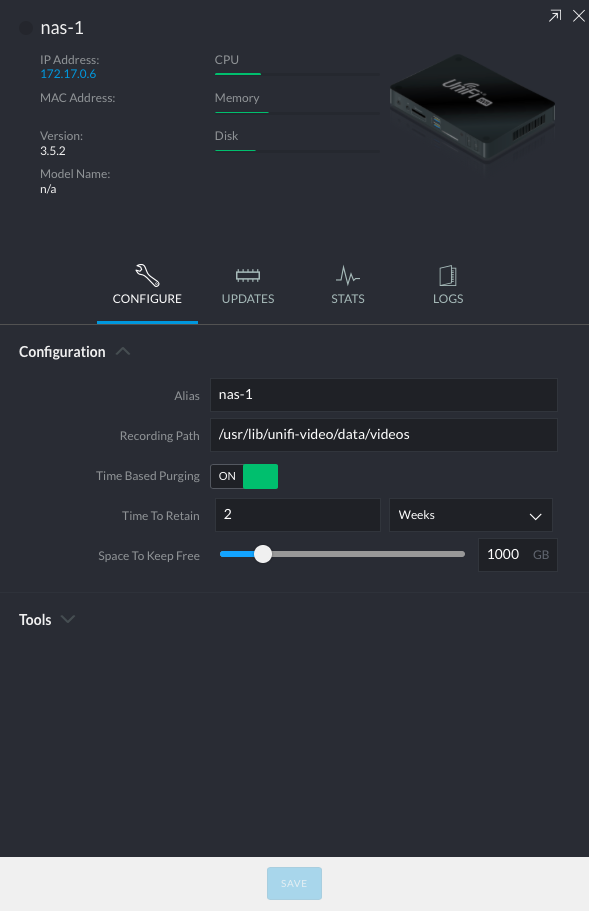 nas-1
IP Address:
172.17.0.6
MAC Address:
Version:
3.5.2
Model Name:
n/a
CPU
Memory
Disk
UniFi
CONFIGURE
UPDATES
STATS
LOGS
Configuration
Alias
nas-1
Recording Path
/usr/lib/unifi-video/data/videos
Time Based Purging
ON
Time To Retain
2
Weeks
Space To Keep Free
1000 GB
Tools
SAVE